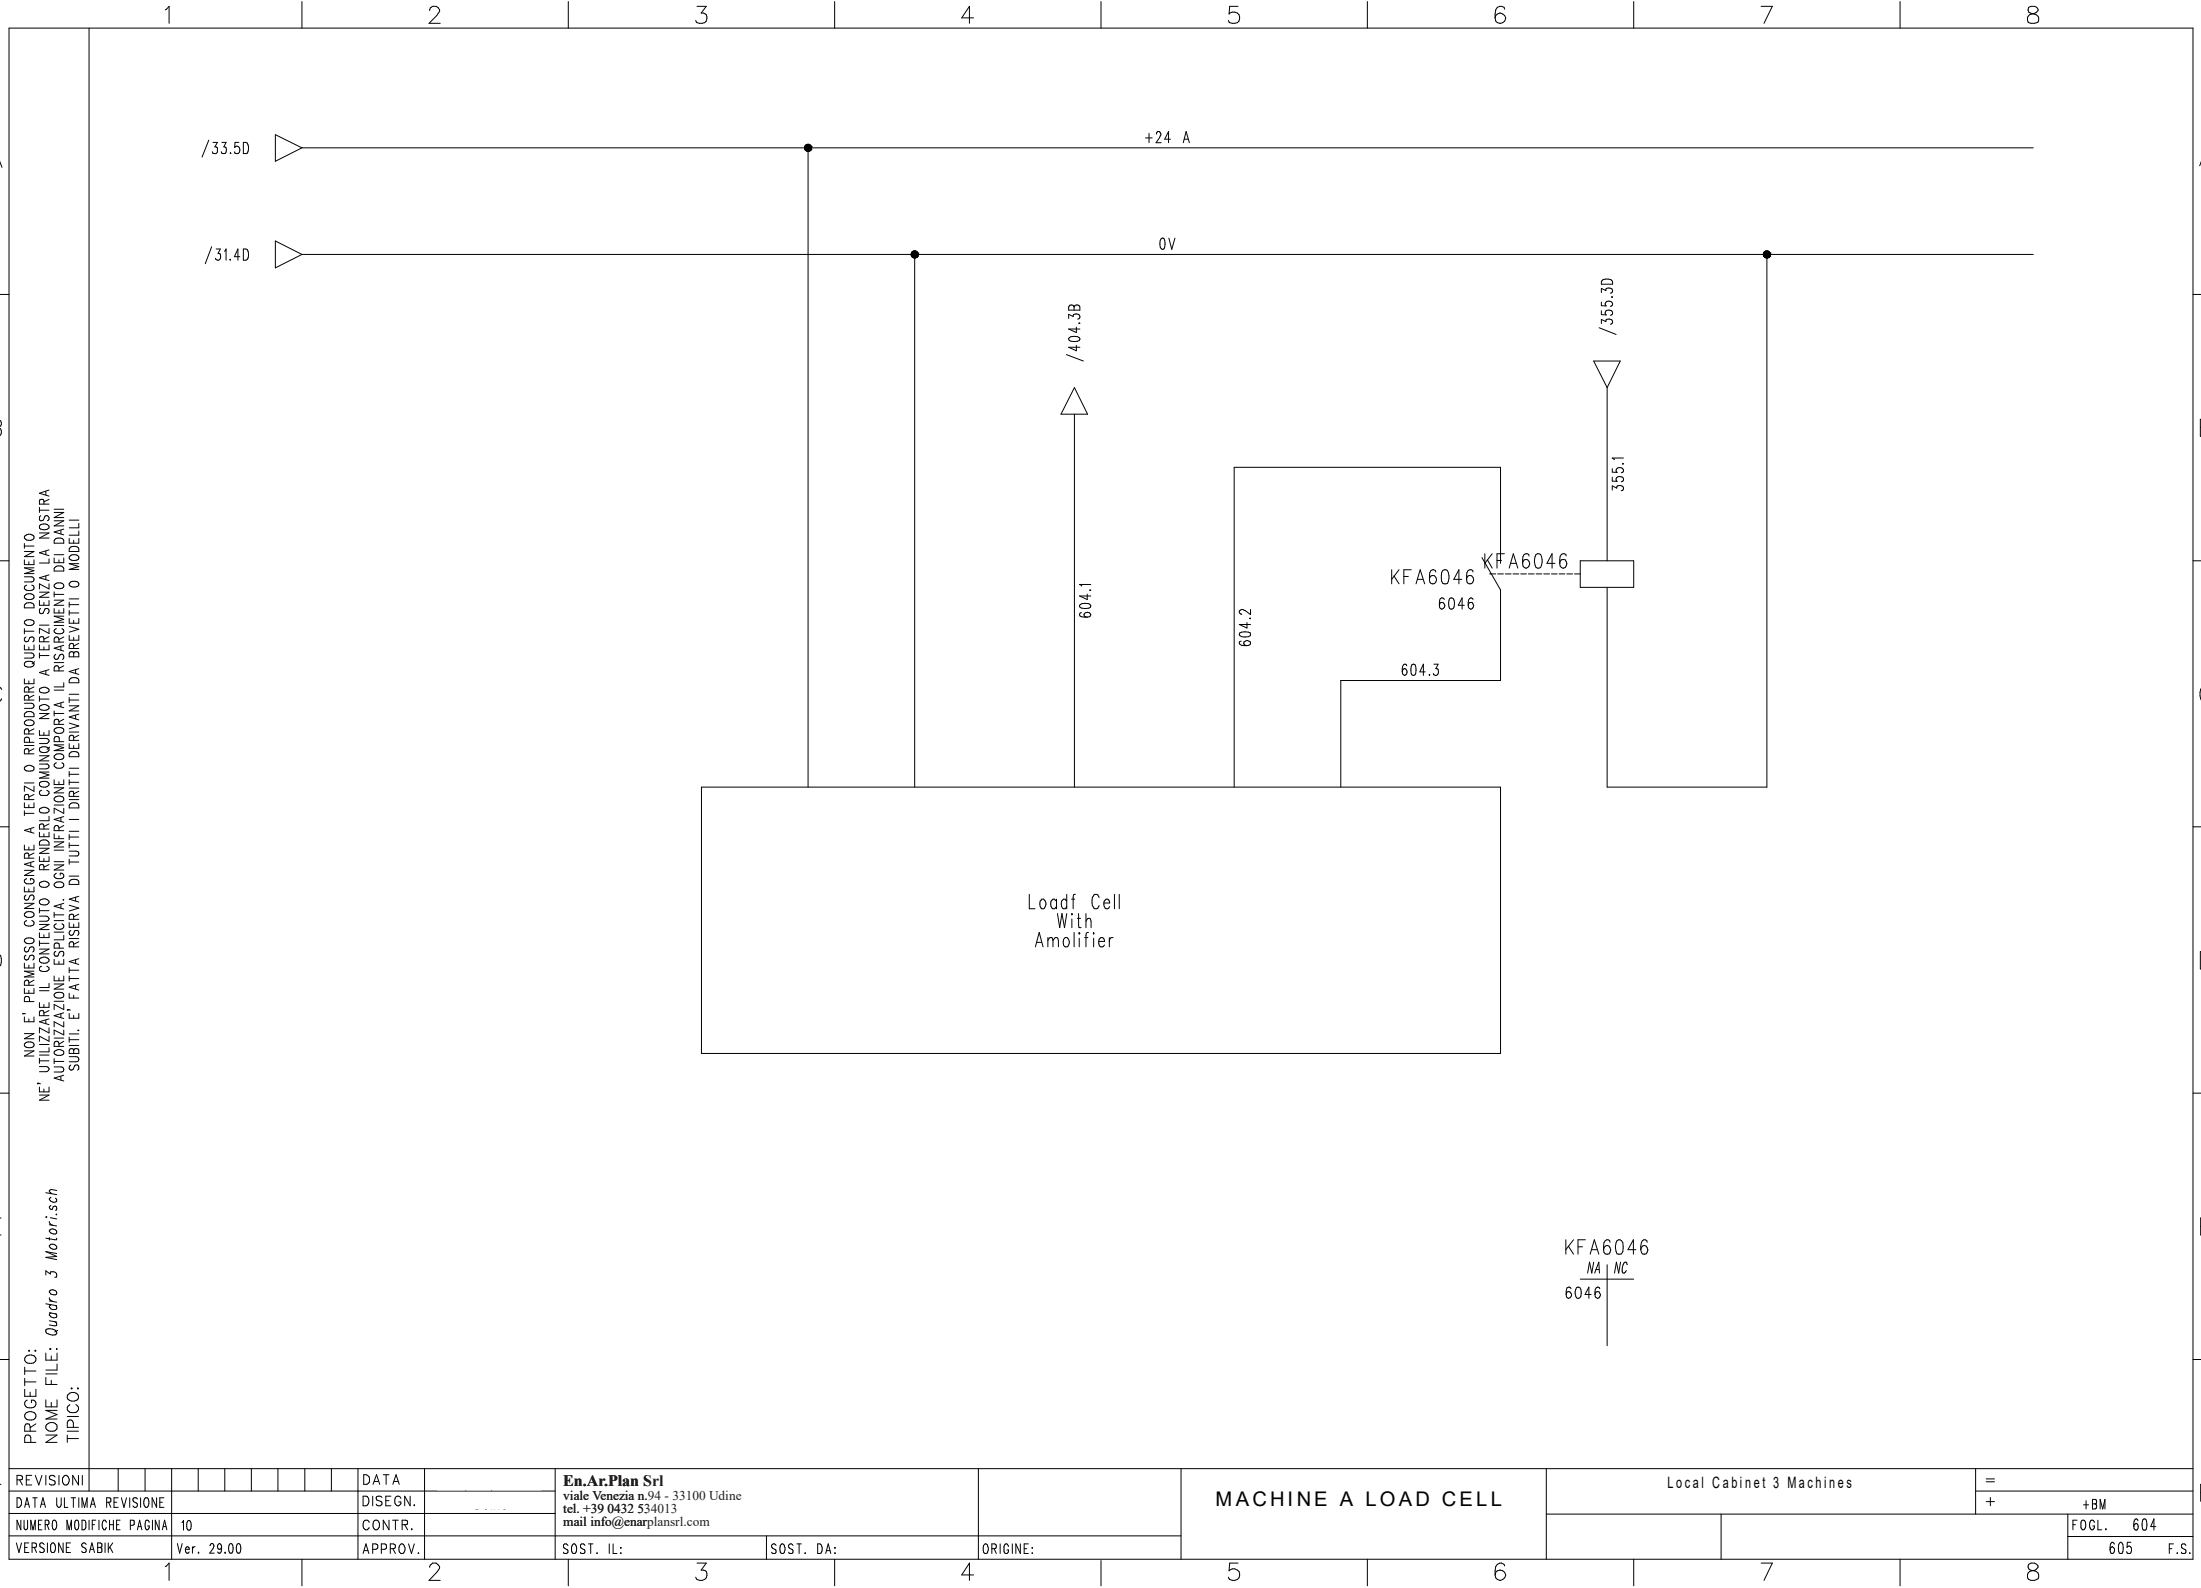 1 2 3 4 5 6 7 8
/33.5D
+24 A
/31.4D
0V
/404.3B
/355.3D
355.1
KFA6046
KFA6046
6046
604.1
604.2
604.3
Loadf Cell
With
Amolifier
KFA6046
NA NC
6046
NON E' PERMESSO CONSEGNARE A TERZI O RIPRODURRE QUESTO DOCUMENTO
NE' UTILIZZARE IL CONTENUTO O RENDERLO COMUNQUE NOTO A TERZI SENZA LA NOSTRA
AUTORIZZAZIONE ESPLICITA. OGNI INFRAZIONE COMPORTA IL RISARCIMENTO DEI DANNI
SUBITI. E' FATTA RISERVA DI TUTTI I DIRITTI DERIVANTI DA BREVETTI O MODELLI
PROGETTO:
NOME FILE: Quadro 3 Motori.sch
TIPICO:
REVISIONI
DATA ULTIMA REVISIONE
NUMERO MODIFICHE PAGINA 10
VERSIONE SABIK Ver. 29.00
DATA
DISEGN.
CONTR.
APPROV.
En.Ar.Plan Srl
viale Venezia n.94 - 33100 Udine
tel. +39 0432 534013
mail info@enarplansrl.com
SOST. IL: SOST. DA: ORIGINE:
MACHINE A LOAD CELL
Local Cabinet 3 Machines
=
+ +BM
FOGL. 604
605 F.S.
1 2 3 4 5 6 7 8